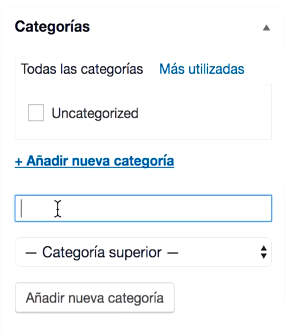 Categorías
Todas las categorías Más utilizadas
Uncategorized
+ Añadir nueva categoría
— Categoría superior —
Añadir nueva categoría